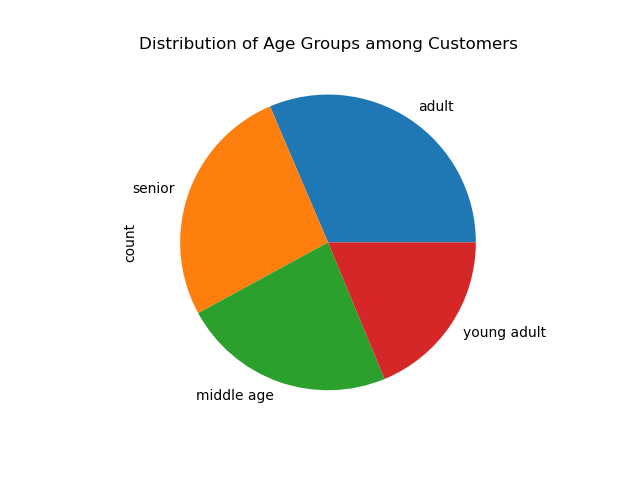 Distribution of Age Groups among Customers
adult
senior
count
young adult
middle age